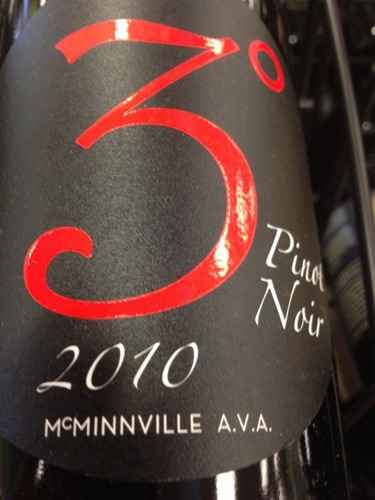 3°
Pinot
Noir
2010
McMINNVILLE A.V.A.